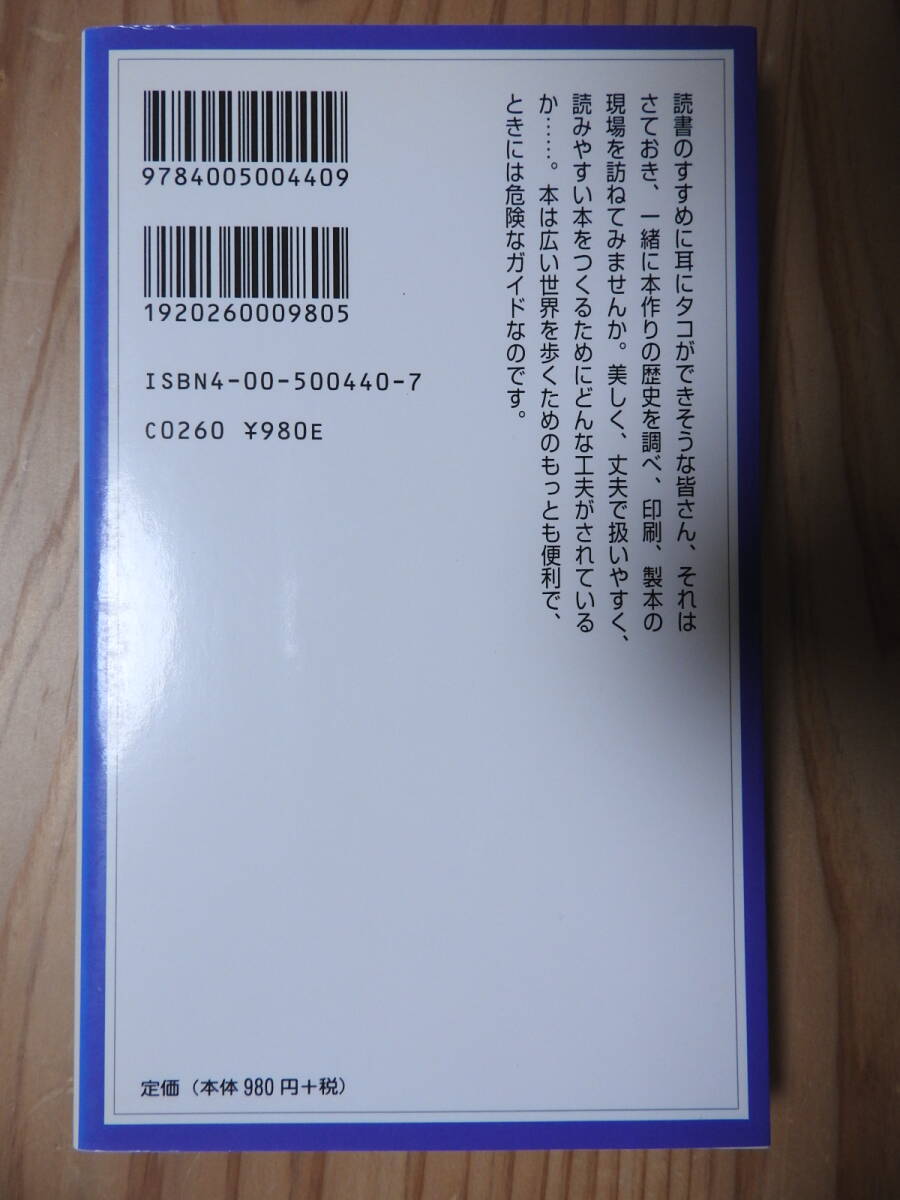 読書のすすめに耳にタコができそうな皆さん、それは
さておき、一緒に本作りの歴史を調べ、印刷、製本の
現場を訪ねてみませんか。美しく、丈夫で扱いやすく、
読みやすい本をつくるためにどんな工夫がされている
か……。本は広い世界を歩くためのもっとも便利で、
ときには危険なガイドなのです。
9784005004409
1920260009805
ISBN4-00-500440-7
C0260 ¥980E
定価(本体980円+税)